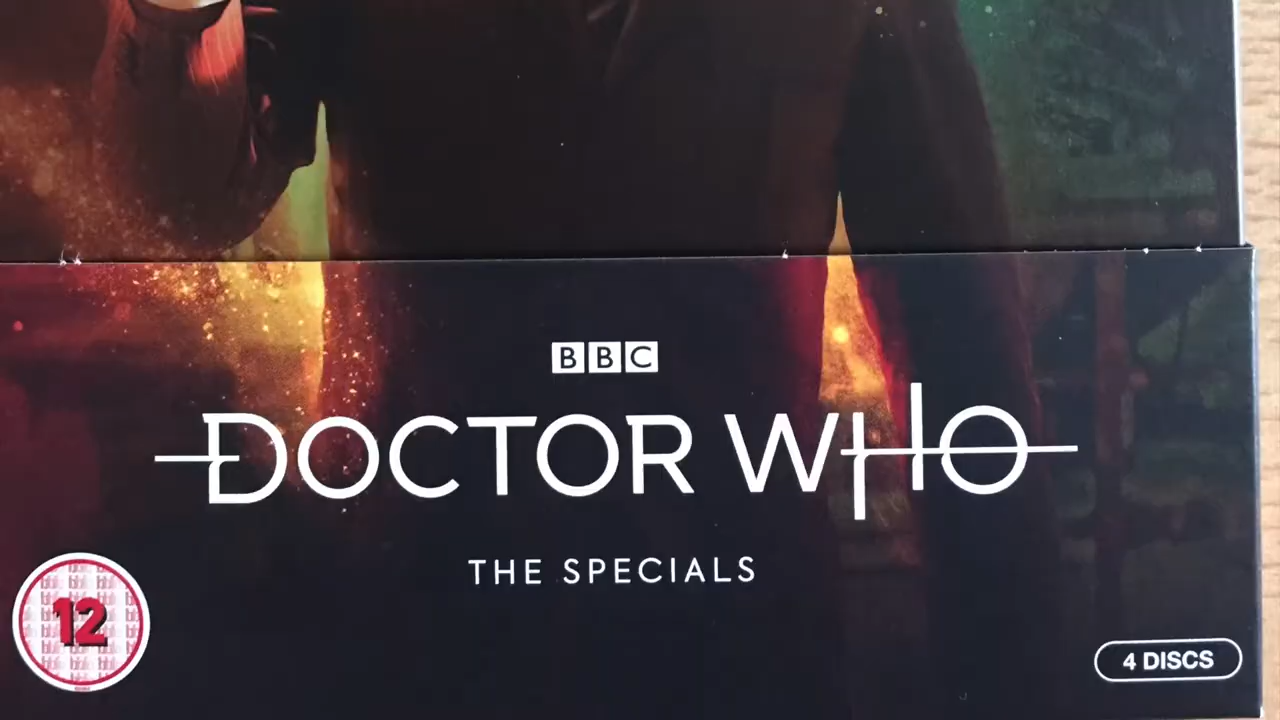 BBC
DOCTOR WHO
THE SPECIALS
12
4 DISCS